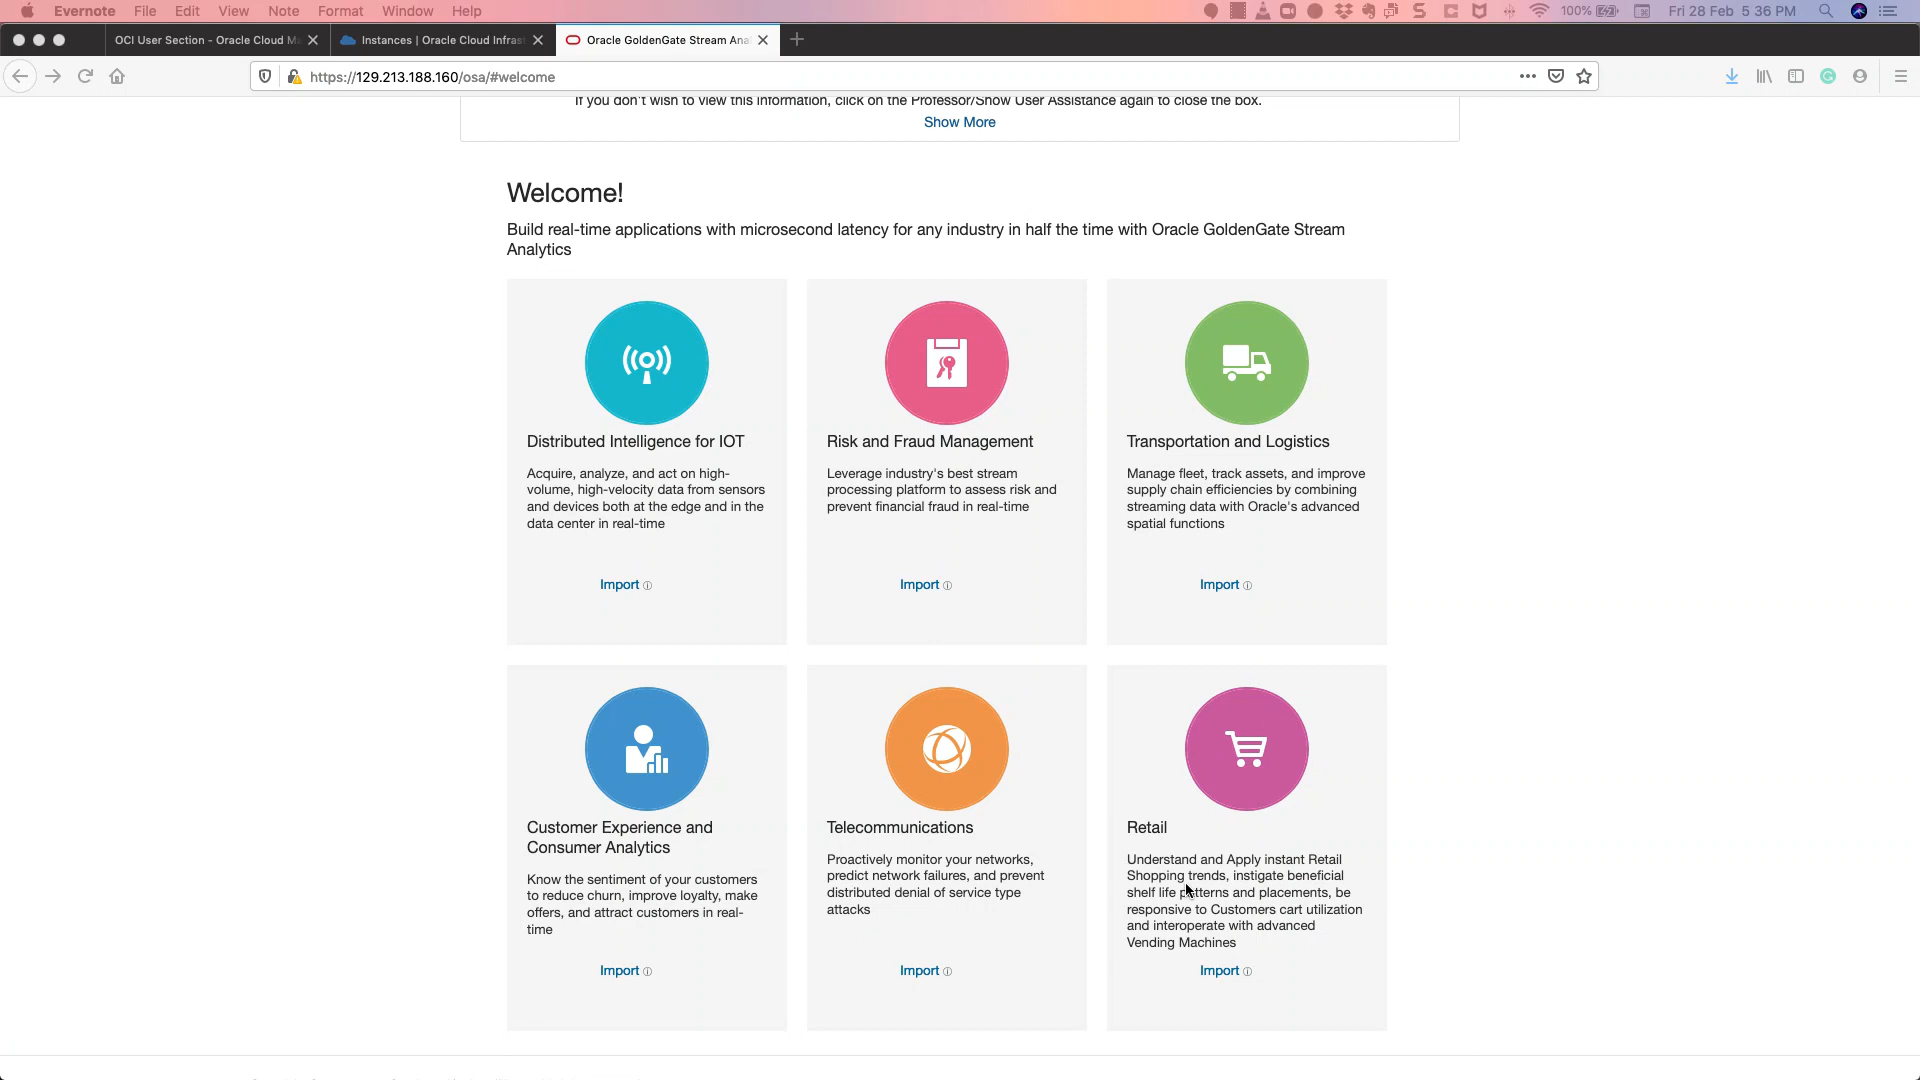 Evernote File Edit View Note Format Window Help 100% Fri 28 Feb 5 36 PM
OCI User Section - Oracle Cloud M Instances | Oracle Cloud Infrast Oracle GoldenGate Stream Ana
https://129.213.188.160/osa/#welcome
If you don't wish to view this information, click on the Professor/Show User Assistance again to close the box.
Show More
Welcome!
Build real-time applications with microsecond latency for any industry in half the time with Oracle GoldenGate Stream
Analytics
Distributed Intelligence for IOT
Acquire, analyze, and act on high-
volume, high-velocity data from sensors
and devices both at the edge and in the
data center in real-time
Import
Risk and Fraud Management
Leverage industry's best stream
processing platform to assess risk and
prevent financial fraud in real-time
Import
Transportation and Logistics
Manage fleet, track assets, and improve
supply chain efficiencies by combining
streaming data with Oracle's advanced
spatial functions
Import
Customer Experience and
Consumer Analytics
Know the sentiment of your customers
to reduce churn, improve loyalty, make
offers, and attract customers in real-
time
Import
Telecommunications
Proactively monitor your networks,
predict network failures, and prevent
distributed denial of service type
attacks
Import
Retail
Understand and Apply instant Retail
Shopping trends, instigate beneficial
shelf life patterns and placements, be
responsive to Customers cart utilization
and interoperate with advanced
Vending Machines
Import